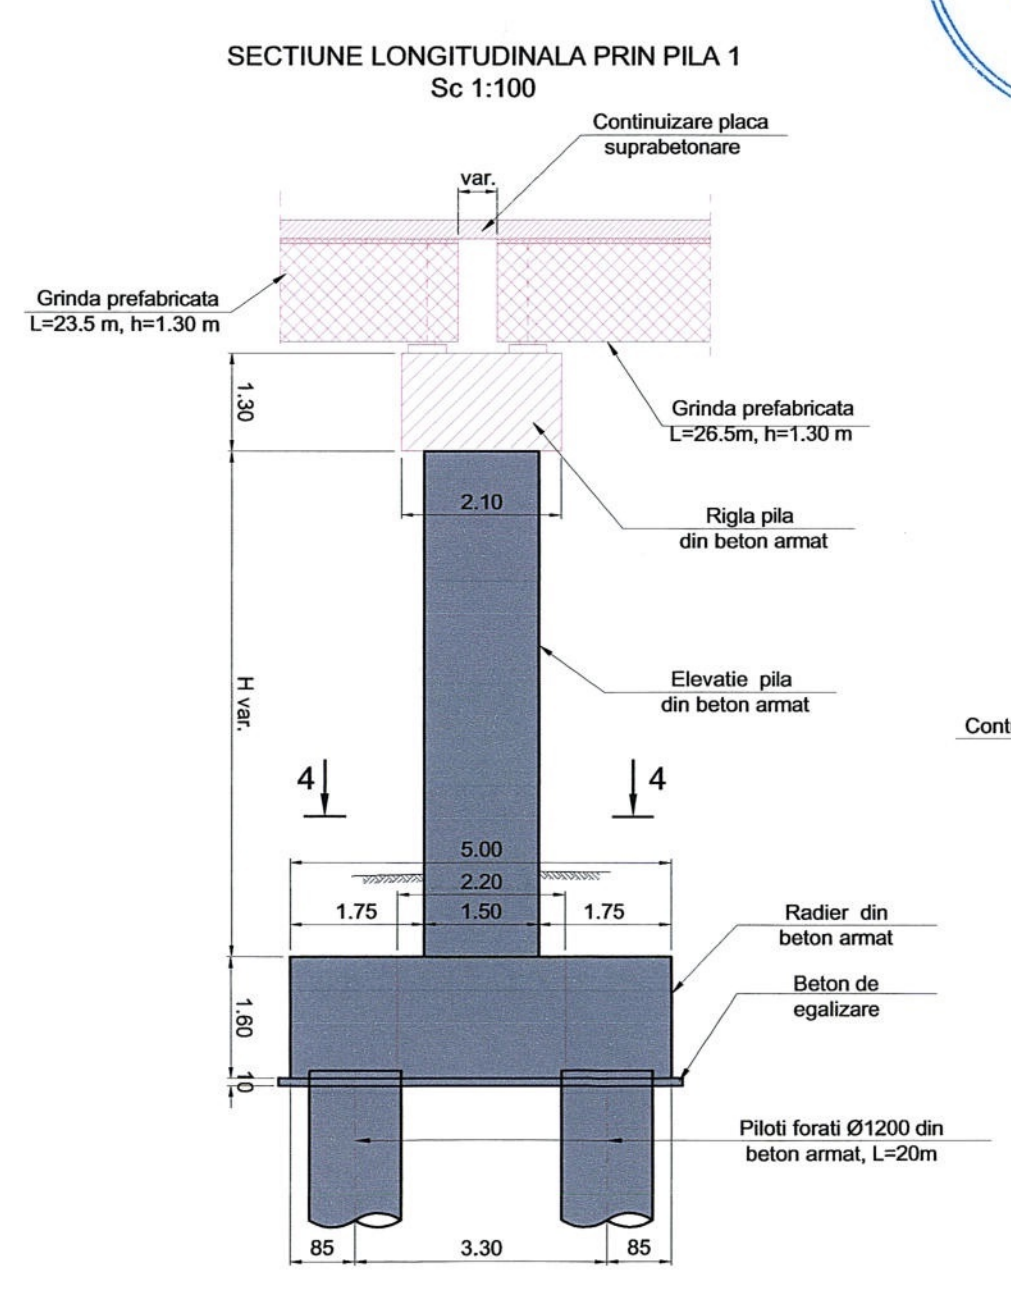 SECTIUNE LONGITUDINALA PRIN PILA 1
Sc 1:100
Continuizare placa
suprabetonare
var.
Grinda prefabricata
L=23.5 m, h=1.30 m
1.30
Grinda prefabricata
L=26.5m, h=1.30 m
2.10
Rigla pila
din beton armat
H var.
Elevatie pila
din beton armat
Cont
4
4
5.00
2.20
1.75
1.50
1.75
Radier din
beton armat
Beton de
egalizare
1.60
10
Piloti forati Ø1200 din
beton armat, L=20m
85
3.30
85